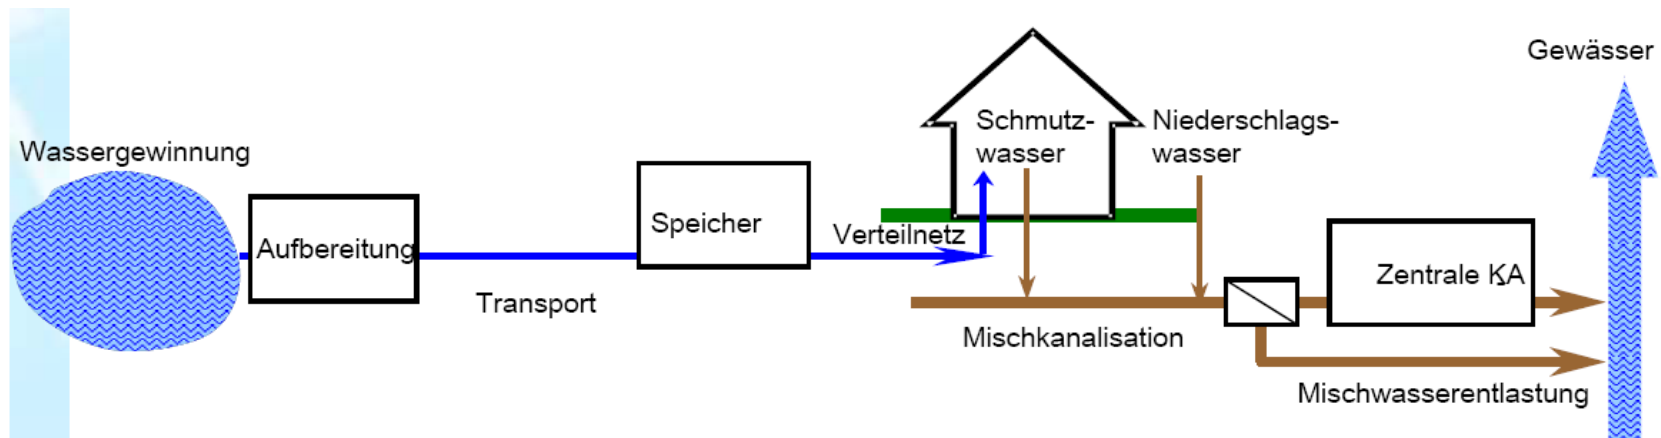 Wassergewinnung
Aufbereitung
Transport
Speicher
Verteilnetz
Schmutz-
wasser
Niederschlags-
wasser
Mischkanalisation
Zentrale KA
Mischwasserentlastung
Gewässer